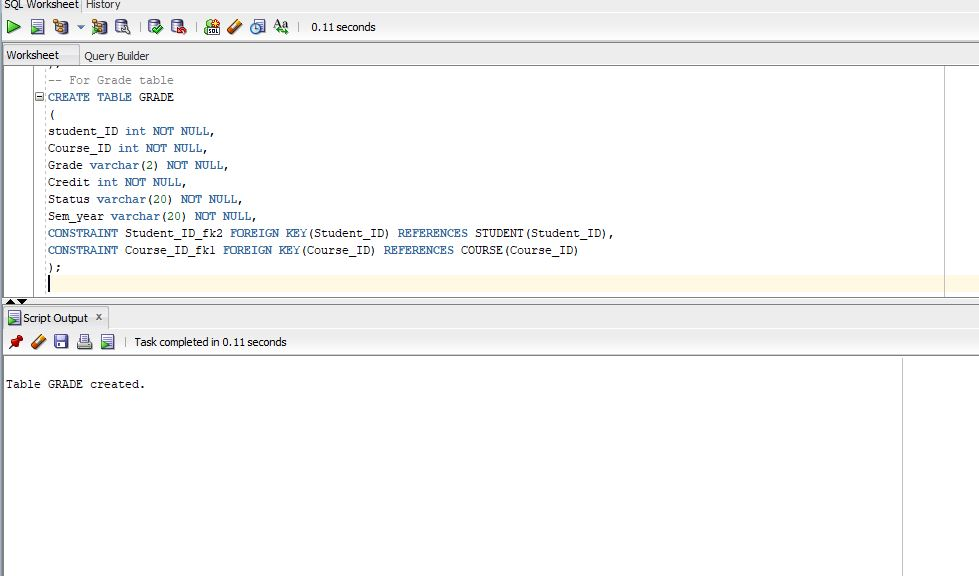 SQL Worksheet History
0.11 seconds
Worksheet Query Builder
-- For Grade table
CREATE TABLE GRADE
(
student_ID int NOT NULL,
Course_ID int NOT NULL,
Grade varchar(2) NOT NULL,
Credit int NOT NULL,
Status varchar(20) NOT NULL,
Sem_year varchar(20) NOT NULL,
CONSTRAINT Student_ID_fk2 FOREIGN KEY(Student_ID) REFERENCES STUDENT(Student_ID),
CONSTRAINT Course_ID_fk1 FOREIGN KEY(Course_ID) REFERENCES COURSE(Course_ID)
);
Script Output x
Task completed in 0.11 seconds
Table GRADE created.